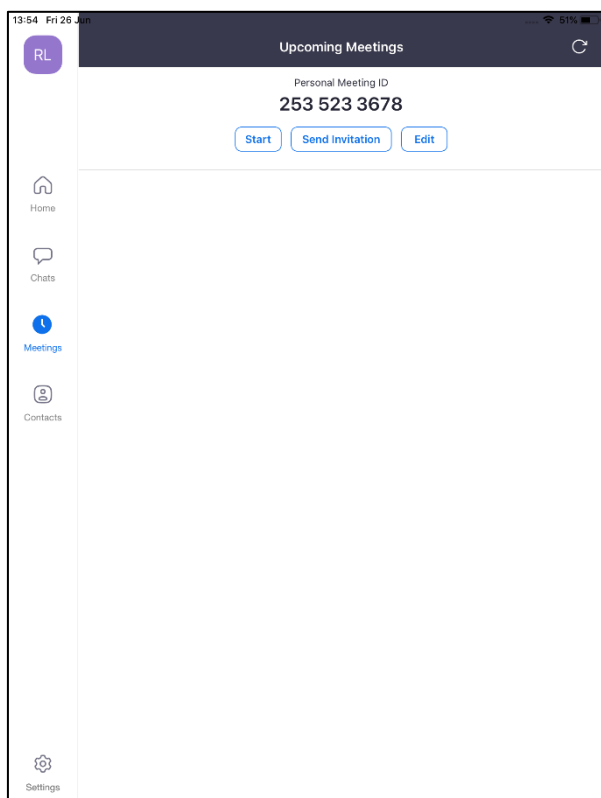 13:54 Fri 26 Jun
51%
RL
Upcoming Meetings
Personal Meeting ID
253 523 3678
Start
Send Invitation
Edit
Home
Chats
Meetings
Contacts
Settings